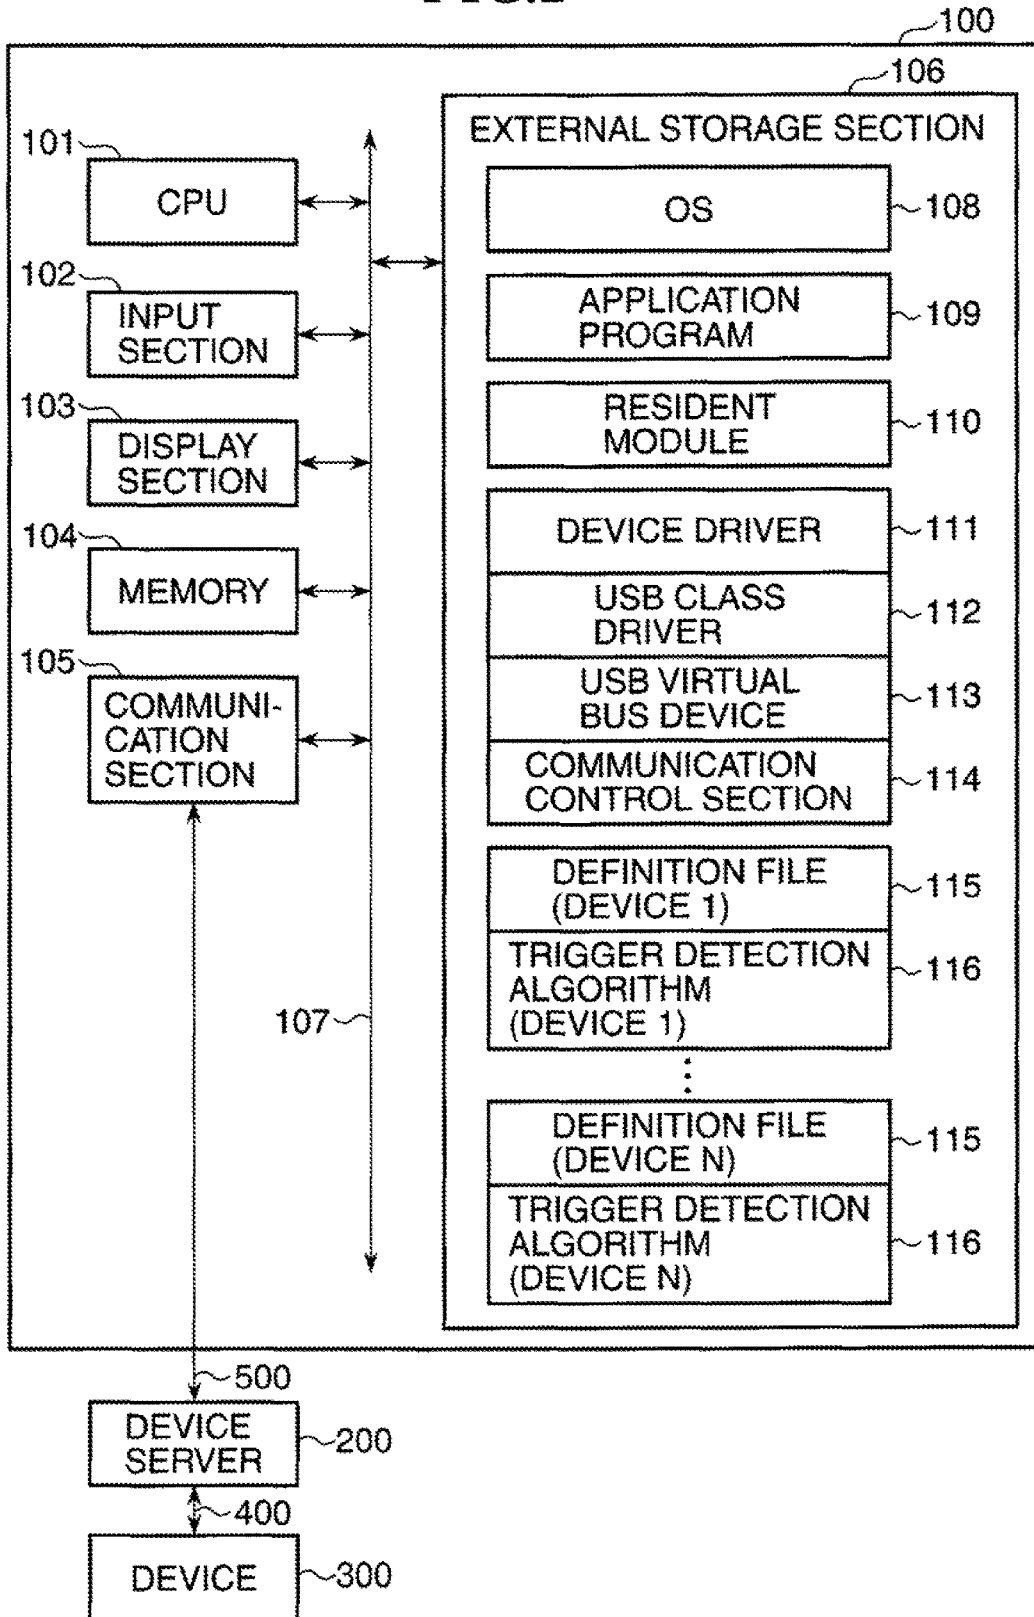 100
106
EXTERNAL STORAGE SECTION
101
CPU
OS
108
102
INPUT
SECTION
APPLICATION
PROGRAM
109
103
DISPLAY
SECTION
RESIDENT
MODULE
110
104
MEMORY
DEVICE DRIVER
111
USB CLASS
DRIVER
112
105
COMMUNI-
CATION
SECTION
USB VIRTUAL
BUS DEVICE
113
COMMUNICATION
CONTROL SECTION
114
DEFINITION FILE
(DEVICE 1)
115
TRIGGER DETECTION
ALGORITHM
(DEVICE 1)
116
107
DEFINITION FILE
(DEVICE N)
115
TRIGGER DETECTION
ALGORITHM
(DEVICE N)
116
500
DEVICE
SERVER
200
400
DEVICE
300